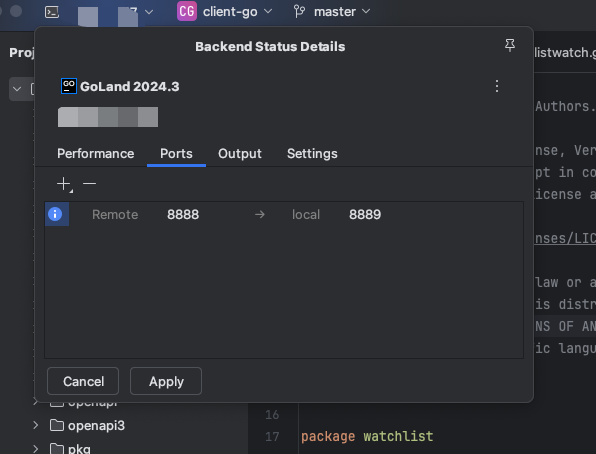 CG client-go master
Proj
Backend Status Details
listwatch.g
GO GoLand 2024.3
Authors.
Performance Ports Output Settings
nse, Ver
pt in co
icense a
Remote 8888 → local 8889
nses/LIC
law or a
is distr
NS OF AN
ic langu
Cancel Apply
openapi
16
openapi3
17 package watchlist
pkg